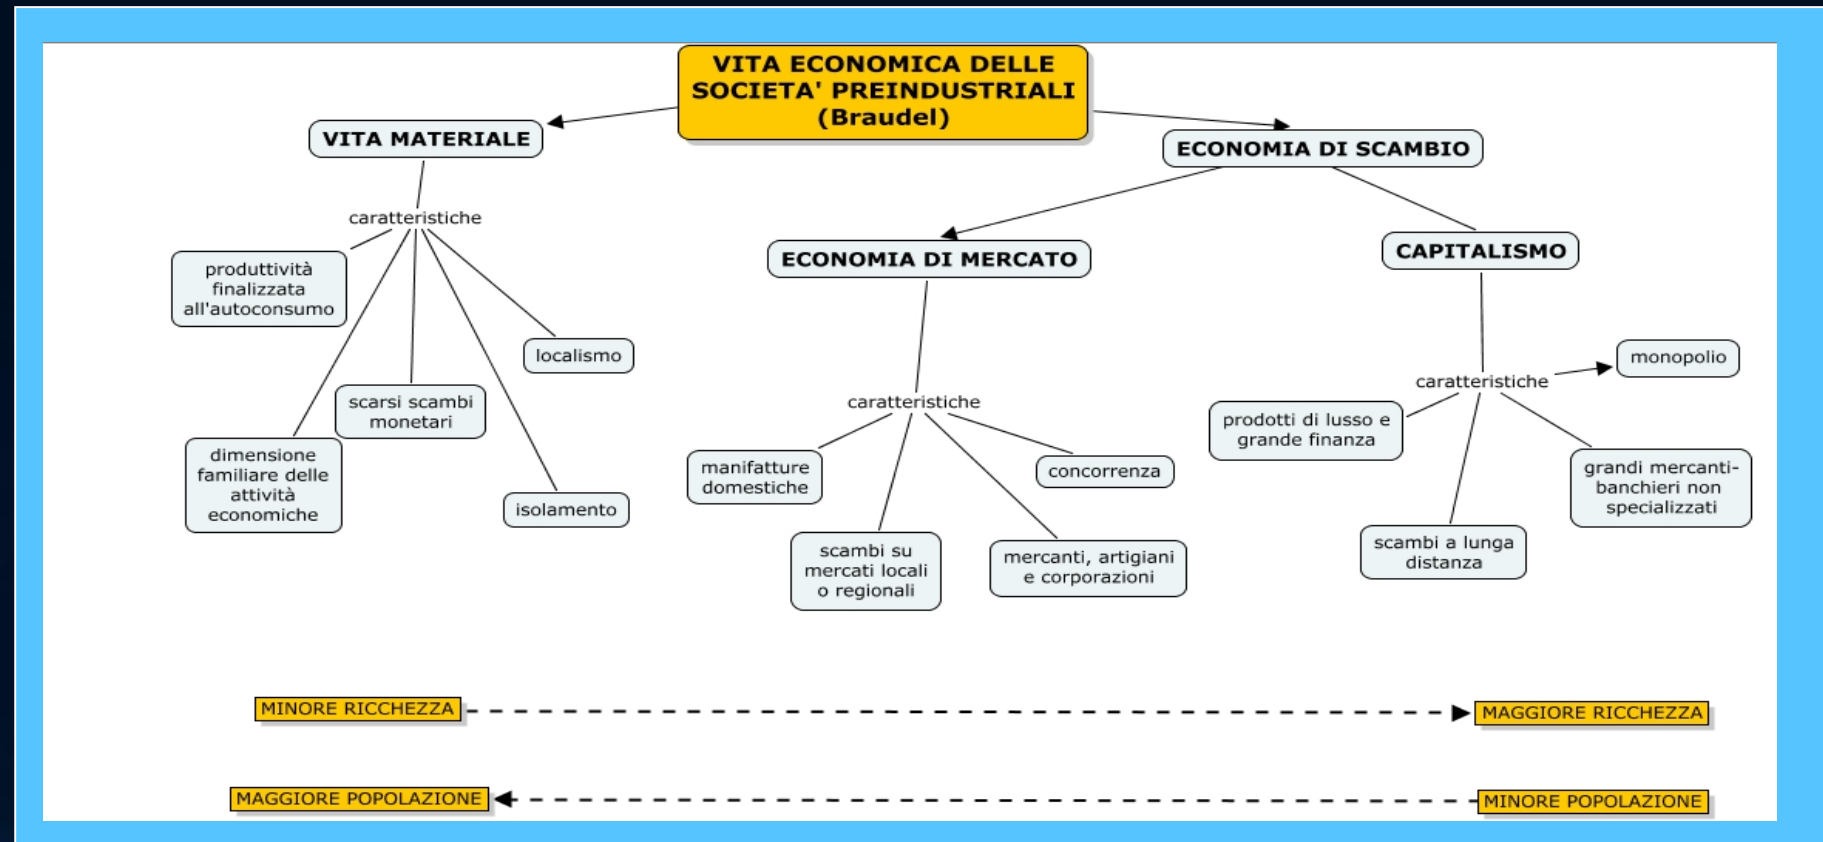 VITA ECONOMICA DELLE
SOCIETA' PREINDUSTRIALI
(Braudel)
VITA MATERIALE
caratteristiche
produttività
finalizzata
all'autoconsumo
localismo
scarsi scambi
monetari
dimensione
familiare delle
attività
economiche
isolamento
ECONOMIA DI SCAMBIO
ECONOMIA DI MERCATO
caratteristiche
manifatture
domestiche
concorrenza
scambi su
mercati locali
o regionali
mercanti, artigiani
e corporazioni
CAPITALISMO
caratteristiche
monopolio
prodotti di lusso e
grande finanza
grandi mercanti-
banchieri non
specializzati
scambi a lunga
distanza
MINORE RICCHEZZA
MAGGIORE RICCHEZZA
MAGGIORE POPOLAZIONE
MINORE POPOLAZIONE